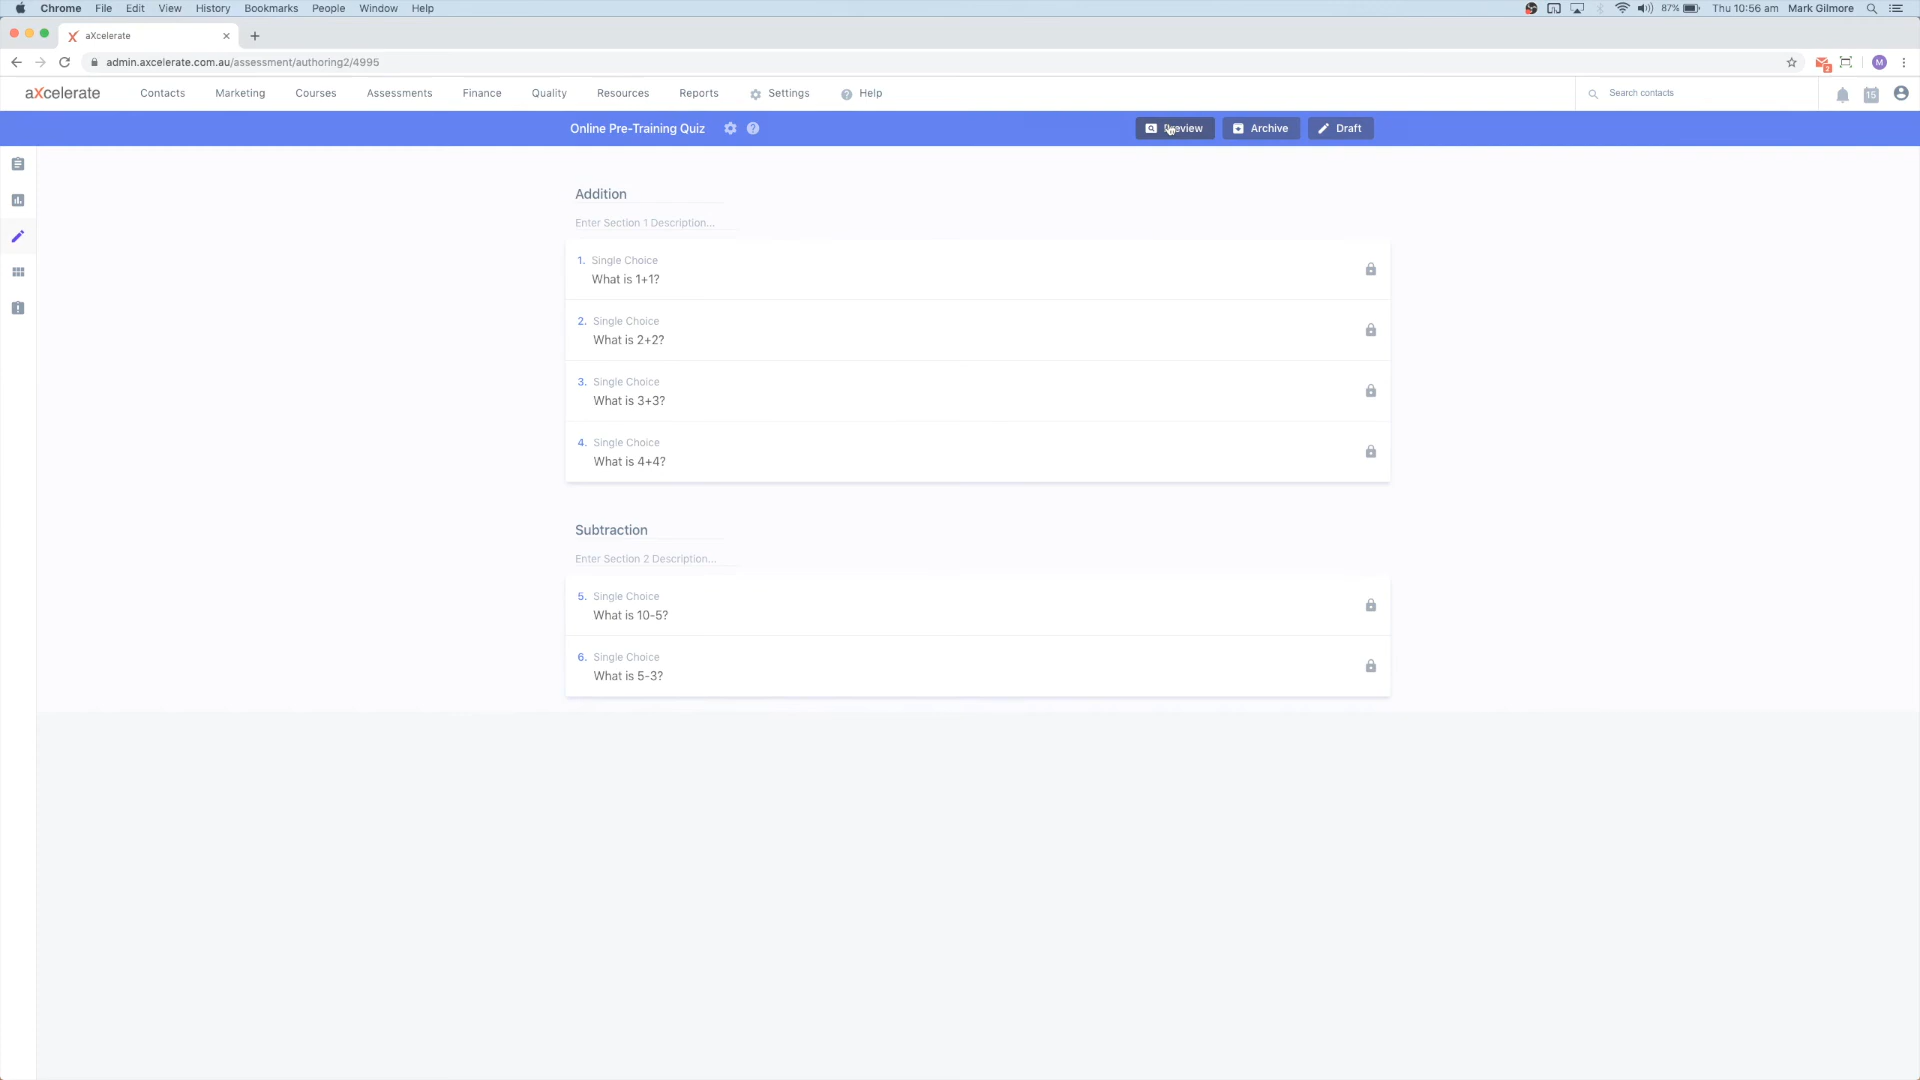 Chrome File Edit View History Bookmarks People Window Help 87% Thu 10:56 am Mark Gilmore
aXcelerate
admin.axcelerate.com.au/assessment/authoring2/4995 2 M
aXcelerate Contacts Marketing Courses Assessments Finance Quality Resources Reports Settings Help Search contacts 15
Online Pre-Training Quiz Preview Archive Draft
Addition
Enter Section 1 Description...
1. Single Choice
What is 1+1?
2. Single Choice
What is 2+2?
3. Single Choice
What is 3+3?
4. Single Choice
What is 4+4?
Subtraction
Enter Section 2 Description...
5. Single Choice
What is 10-5?
6. Single Choice
What is 5-3?